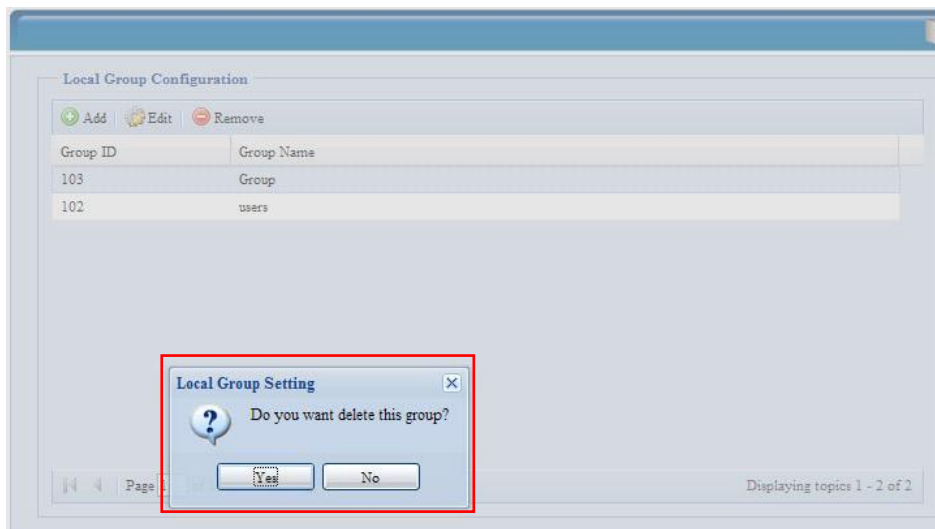 Local Group Configuration
Add Edit Remove
Group ID Group Name
103 Group
102 users
Local Group Setting
Do you want delete this group?
Yes No
Page 1 Displaying topics 1 - 2 of 2